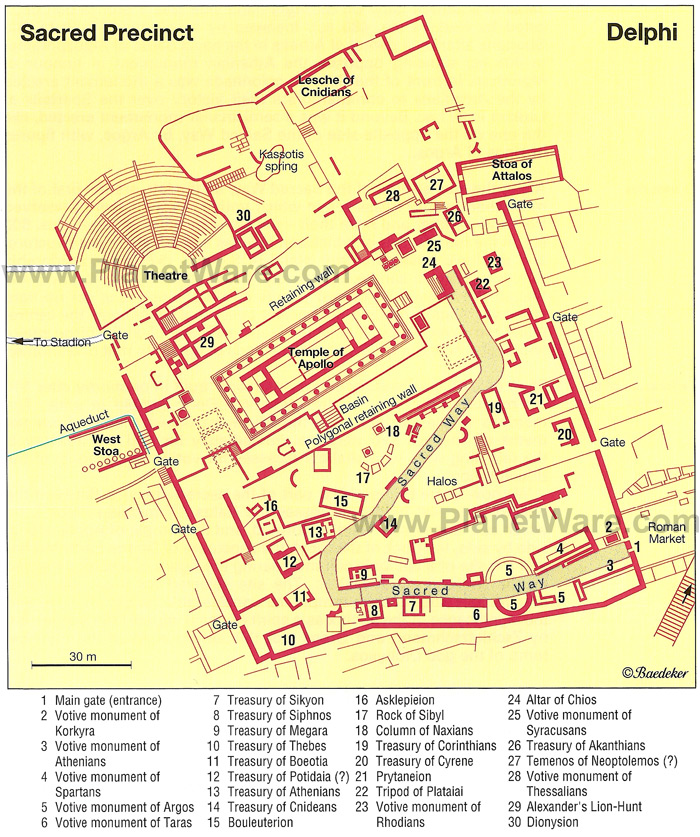 Sacred Precinct
Delphi
Lesche of
Cnidians
Kassotis
spring
Stoa of
Attalos
27
28
26
30
Gate
25
24
23
22
Theatre
www.PlanetWare.com
Retaining wall
Gate
To Stadion
Gate
29
Temple of
Apollo
Basin
Polygonal retaining wall
Aqueduct
West
Stoa
Gate
18
17
19
21
20
Gate
Sacred Way
Halos
15
16
13
14
www.PlanetWare.com
Gate
Roman
Market
2
1
4
3
12
9
5
Sacred Way
11
8
7
6
5
5
Gate
10
30 m
©Baedeker
1 Main gate (entrance)
2 Votive monument of
Korkyra
3 Votive monument of
Athenians
4 Votive monument of
Spartans
5 Votive monument of Argos
6 Votive monument of Taras
7 Treasury of Sikyon
8 Treasury of Siphnos
9 Treasury of Megara
10 Treasury of Thebes
11 Treasury of Boeotia
12 Treasury of Potidaia (?)
13 Treasury of Athenians
14 Treasury of Cnideans
15 Bouleuterion
16 Asklepieion
17 Rock of Sibyl
18 Column of Naxians
19 Treasury of Corinthians
20 Treasury of Cyrene
21 Prytaneion
22 Tripod of Plataiai
23 Votive monument of
Rhodians
24 Altar of Chios
25 Votive monument of
Syracusans
26 Treasury of Akanthians
27 Temenos of Neoptolemos (?)
28 Votive monument of
Thessalians
29 Alexander's Lion-Hunt
30 Dionysion